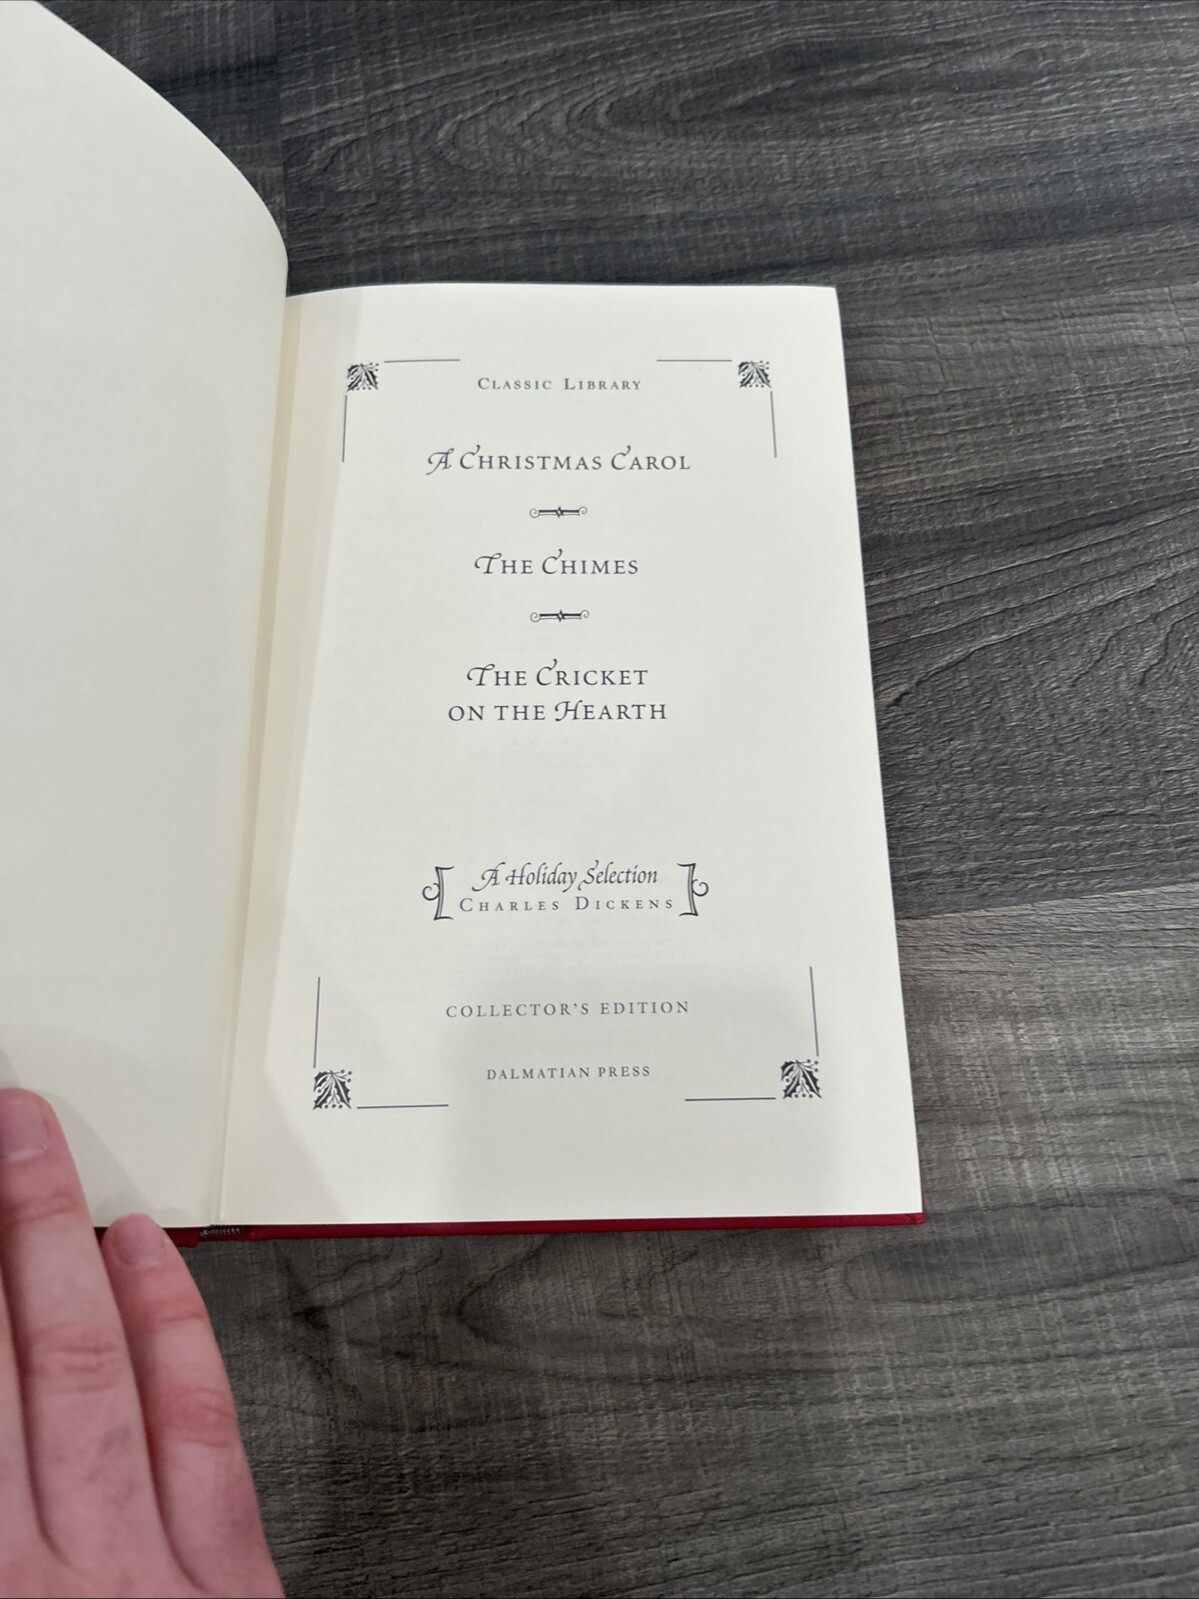 Classic Library
A Christmas Carol
The Chimes
The Cricket
on the Hearth
A Holiday Selection
Charles Dickens
COLLECTOR'S EDITION
DALMATIAN PRESS